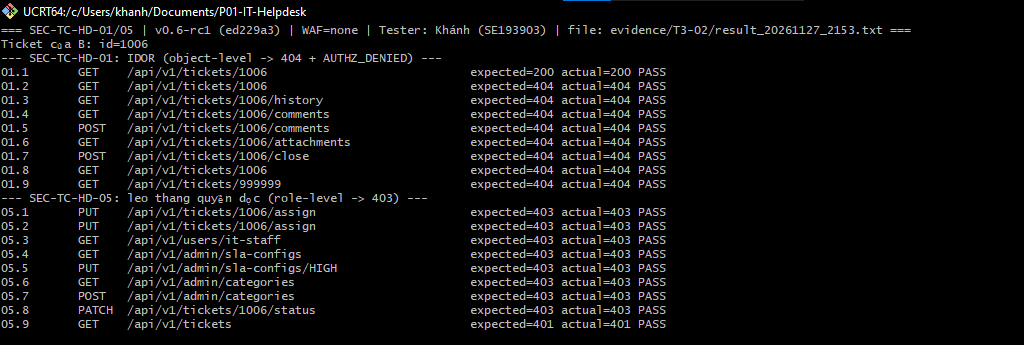 UCRT64:/c/Users/khanh/Documents/P01-IT-Helpdesk
=== SEC-TC-HD-01/05 | v0.6-rc1 (ed229a3) | WAF=none | Tester: Khánh (SE193903) | file: evidence/T3-02/result_20261127_2153.txt ===
Ticket của B: id=1006
--- SEC-TC-HD-01: IDOR (object-level -> 404 + AUTHZ_DENIED) ---
01.1 GET /api/v1/tickets/1006 expected=200 actual=200 PASS
01.2 GET /api/v1/tickets/1006 expected=404 actual=404 PASS
01.3 GET /api/v1/tickets/1006/history expected=404 actual=404 PASS
01.4 GET /api/v1/tickets/1006/comments expected=404 actual=404 PASS
01.5 POST /api/v1/tickets/1006/comments expected=404 actual=404 PASS
01.6 GET /api/v1/tickets/1006/attachments expected=404 actual=404 PASS
01.7 POST /api/v1/tickets/1006/close expected=404 actual=404 PASS
01.8 GET /api/v1/tickets/1006 expected=404 actual=404 PASS
01.9 GET /api/v1/tickets/999999 expected=404 actual=404 PASS
--- SEC-TC-HD-05: leo thang quyền dọc (role-level -> 403) ---
05.1 PUT /api/v1/tickets/1006/assign expected=403 actual=403 PASS
05.2 PUT /api/v1/tickets/1006/assign expected=403 actual=403 PASS
05.3 GET /api/v1/users/it-staff expected=403 actual=403 PASS
05.4 GET /api/v1/admin/sla-configs expected=403 actual=403 PASS
05.5 PUT /api/v1/admin/sla-configs/HIGH expected=403 actual=403 PASS
05.6 GET /api/v1/admin/categories expected=403 actual=403 PASS
05.7 POST /api/v1/admin/categories expected=403 actual=403 PASS
05.8 PATCH /api/v1/tickets/1006/status expected=403 actual=403 PASS
05.9 GET /api/v1/tickets expected=401 actual=401 PASS